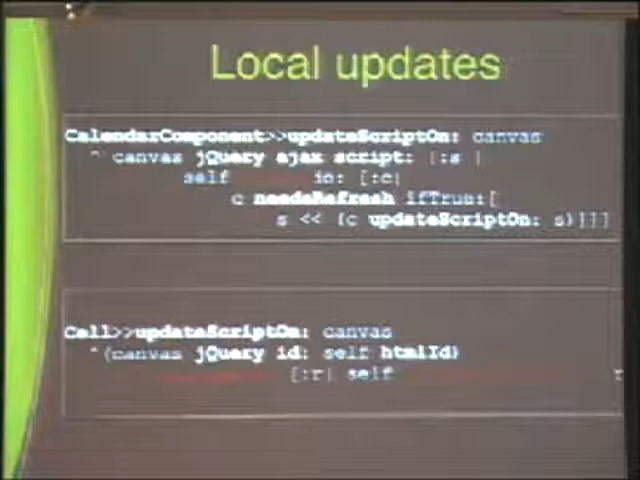 Local updates
CalendarComponent>>updateScriptOn: canvas
^ canvas jQuery ajax script: [:s |
self do: [:c|
c needsRefresh ifTrue:[
s << (c updateScriptOn: s)]]]
Cell>>updateScriptOn: canvas
^(canvas jQuery id: self htmlId)
[:r| self r